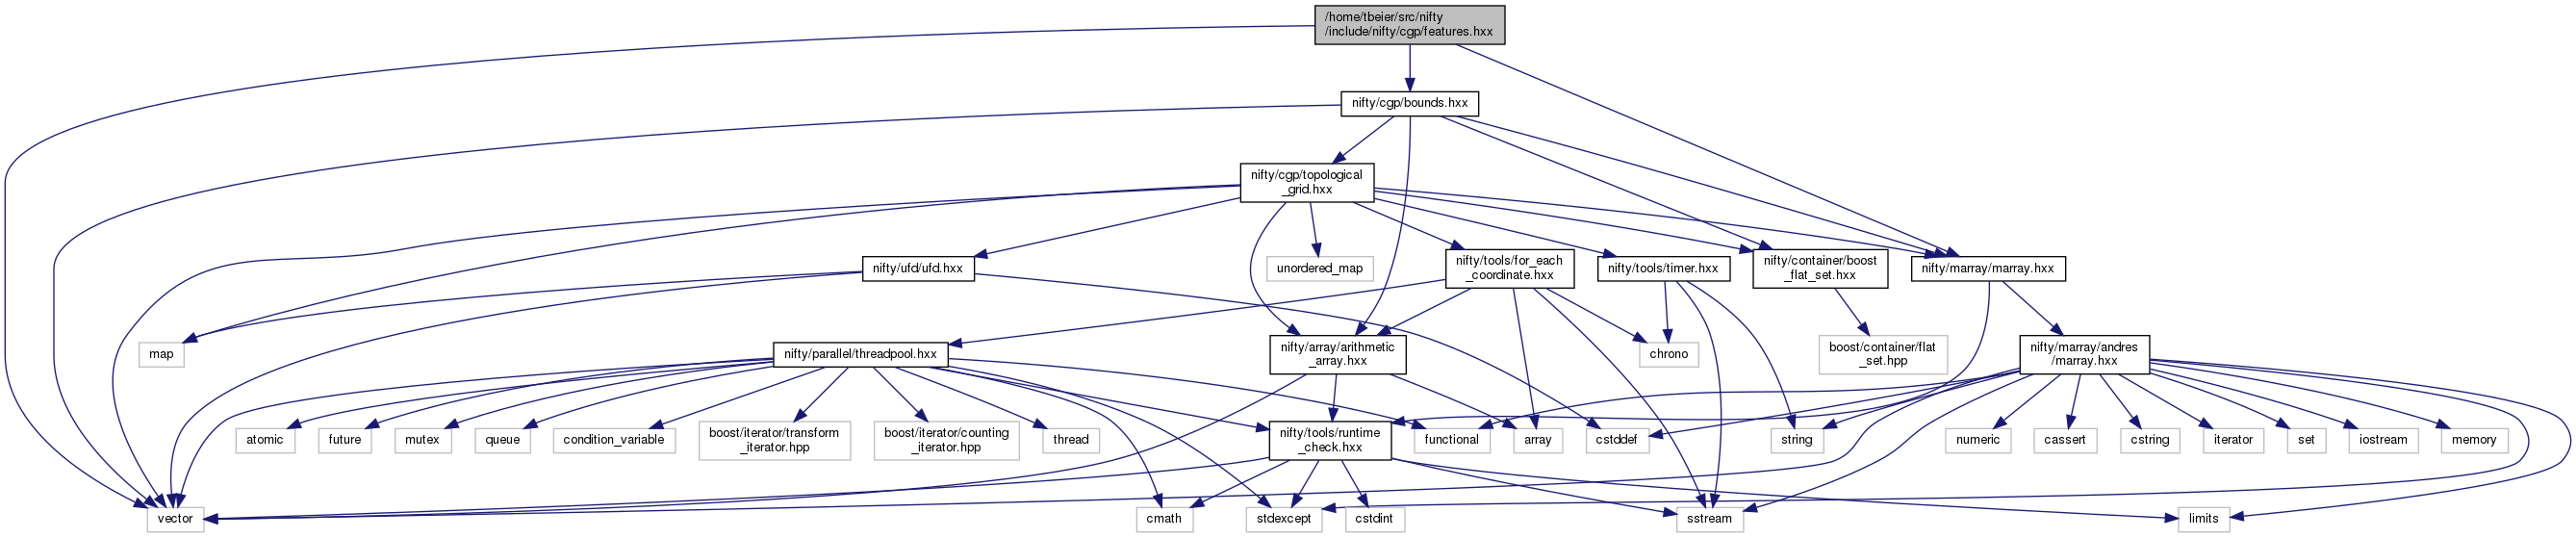 /home/tbeier/src/nifty
/include/nifty/cgp/features.hxx
nifty/cgp/bounds.hxx
nifty/cgp/topological
_grid.hxx
nifty/ufd/ufd.hxx
unordered_map
nifty/tools/for_each
_coordinate.hxx
nifty/tools/timer.hxx
nifty/container/boost
_flat_set.hxx
nifty/marray/marray.hxx
map
nifty/parallel/threadpool.hxx
nifty/array/arithmetic
_array.hxx
chrono
boost/container/flat
_set.hpp
nifty/marray/andres
/marray.hxx
atomic
future
mutex
queue
condition_variable
boost/iterator/transform
_iterator.hpp
boost/iterator/counting
_iterator.hpp
thread
nifty/tools/runtime
_check.hxx
functional
array
cstddef
string
numeric
cassert
cstring
iterator
set
iostream
memory
vector
cmath
stdexcept
cstdint
sstream
limits